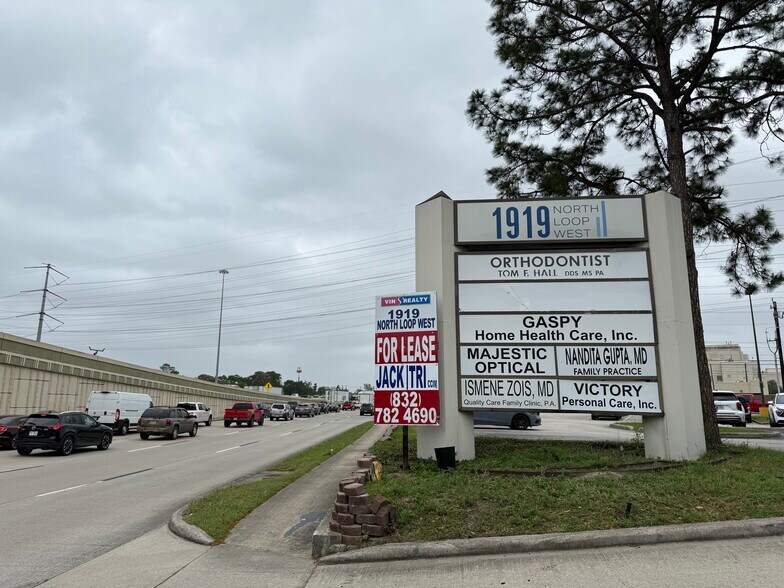 1919
NORTH
LOOP
WEST
ORTHODONTIST
TOM F. HALL DDS MS PA
GASPY
Home Health Care, Inc.
MAJESTIC
OPTICAL
NANDITA GUPTA, MD
FAMILY PRACTICE
ISMENE ZOIS, MD
Quality Care Family Clinic, P.A.
VICTORY
Personal Care, Inc.
VIN REALTY
1919
NORTH LOOP WEST
FOR LEASE
JACK TRI.COM
(832)
782 4690